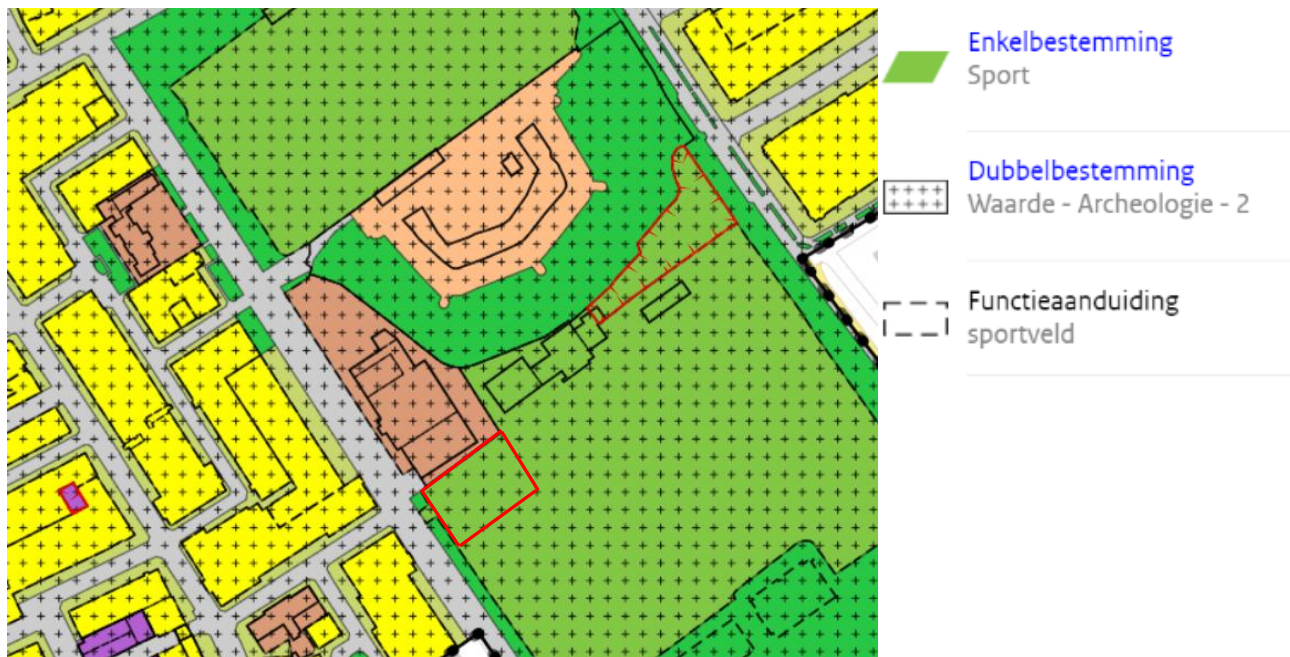 Enkelbestemming
Sport
Dubbelbestemming
Waarde - Archeologie - 2
Functieaanduiding
sportveld